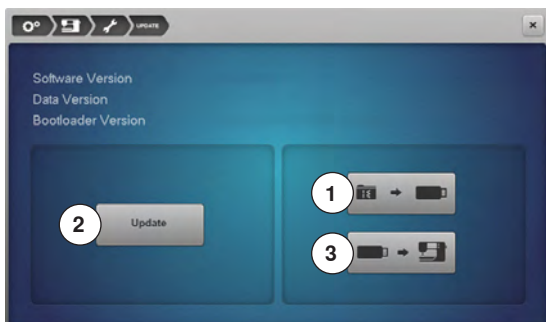 UPDATE
Software Version
Data Version
Bootloader Version
1
2
Update
3